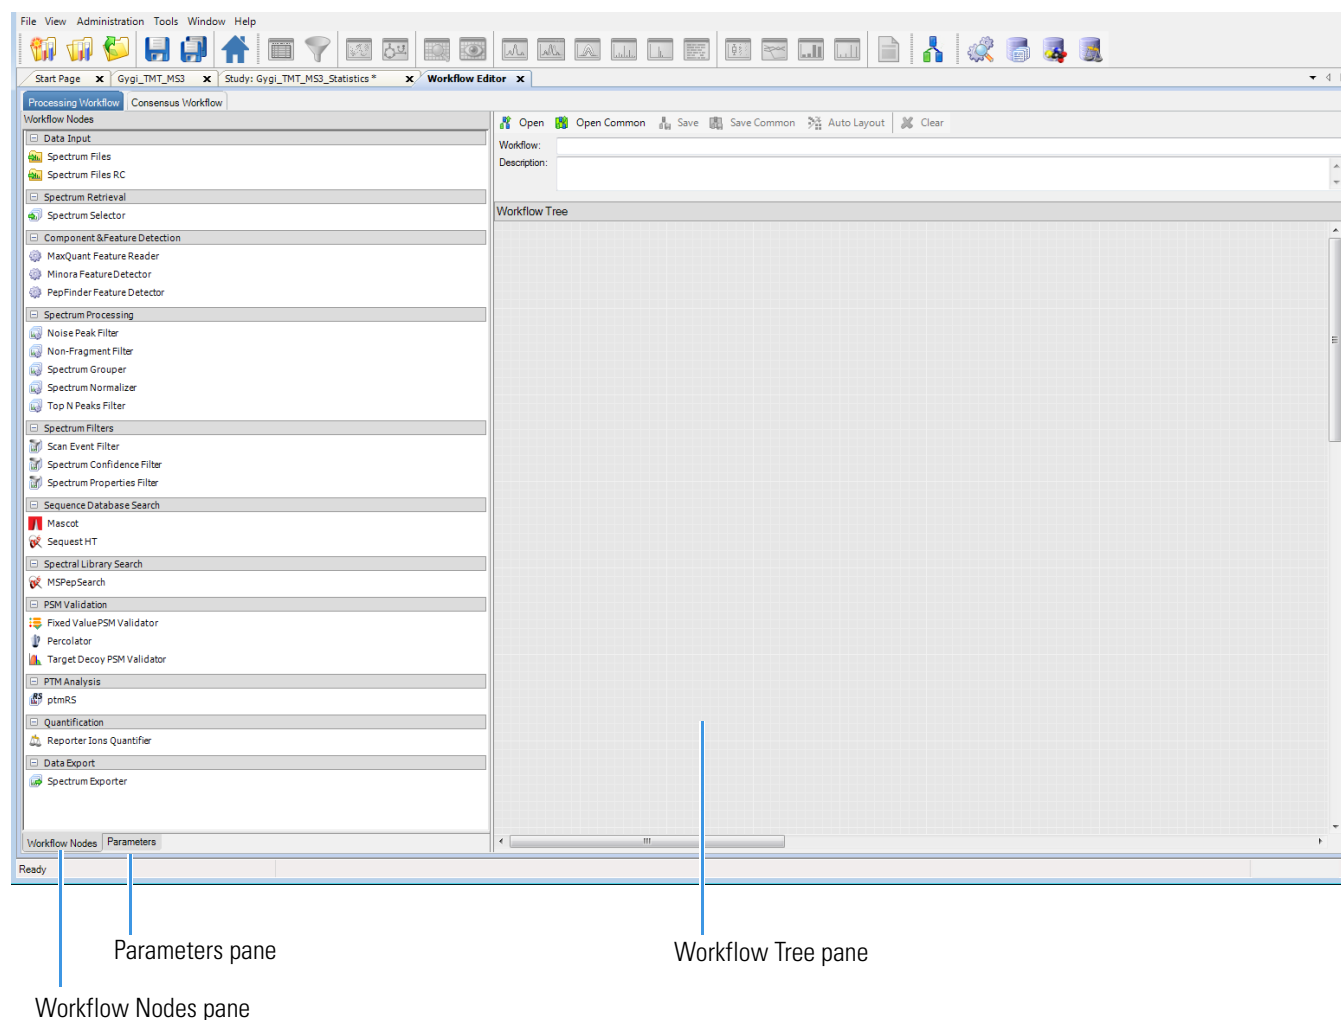 File View Administration Tools Window Help
Start Page x Gygi_TMT_MS3 x Study: Gygi_TMT_MS3_Statistics * x Workflow Editor x
Processing Workflow Consensus Workflow
Workflow Nodes
Open Open Common Save Save Common Auto Layout Clear
Data Input
Workflow:
Spectrum Files
Description:
Spectrum Files RC
Spectrum Retrieval
Workflow Tree
Spectrum Selector
Component & Feature Detection
MaxQuant Feature Reader
Minora Feature Detector
PepFinder Feature Detector
Spectrum Processing
Noise Peak Filter
Non-Fragment Filter
Spectrum Grouper
Spectrum Normalizer
Top N Peaks Filter
Spectrum Filters
Scan Event Filter
Spectrum Confidence Filter
Spectrum Properties Filter
Sequence Database Search
Mascot
Sequest HT
Spectral Library Search
MSPepSearch
PSM Validation
Fixed Value PSM Validator
Percolator
Target Decoy PSM Validator
PTM Analysis
ptmRS
Quantification
Reporter Ions Quantifier
Data Export
Spectrum Exporter
Workflow Nodes Parameters
Ready
Parameters pane
Workflow Tree pane
Workflow Nodes pane